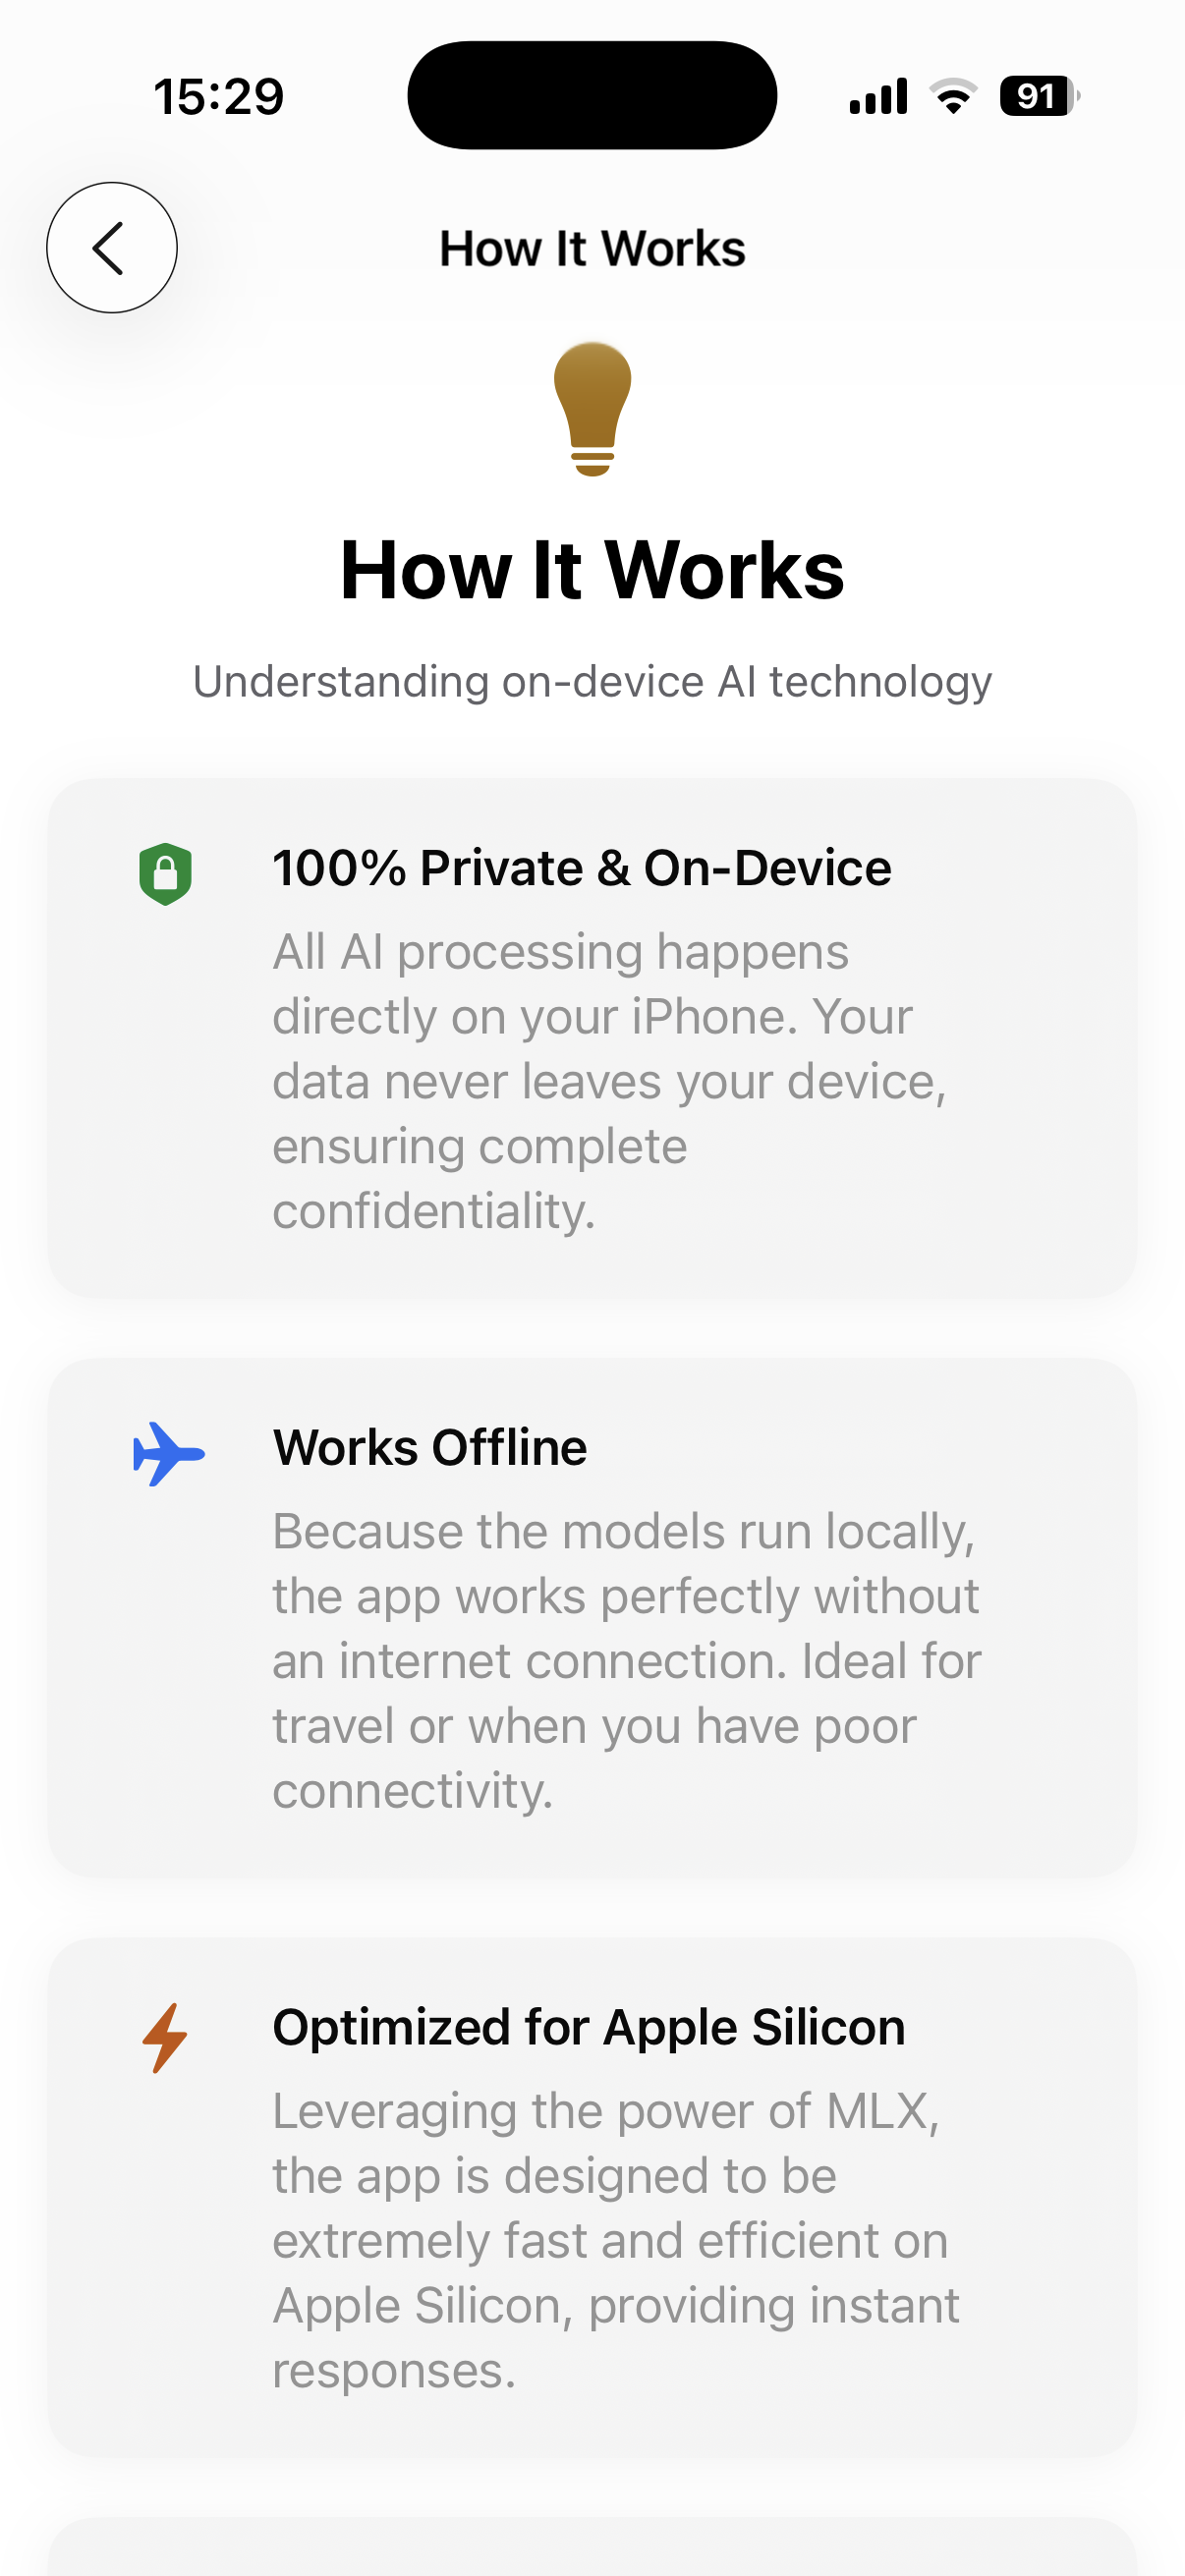 15:29
91
How It Works
How It Works
Understanding on-device AI technology
100% Private & On-Device
All AI processing happens
directly on your iPhone. Your
data never leaves your device,
ensuring complete
confidentiality.
Works Offline
Because the models run locally,
the app works perfectly without
an internet connection. Ideal for
travel or when you have poor
connectivity.
Optimized for Apple Silicon
Leveraging the power of MLX,
the app is designed to be
extremely fast and efficient on
Apple Silicon, providing instant
responses.